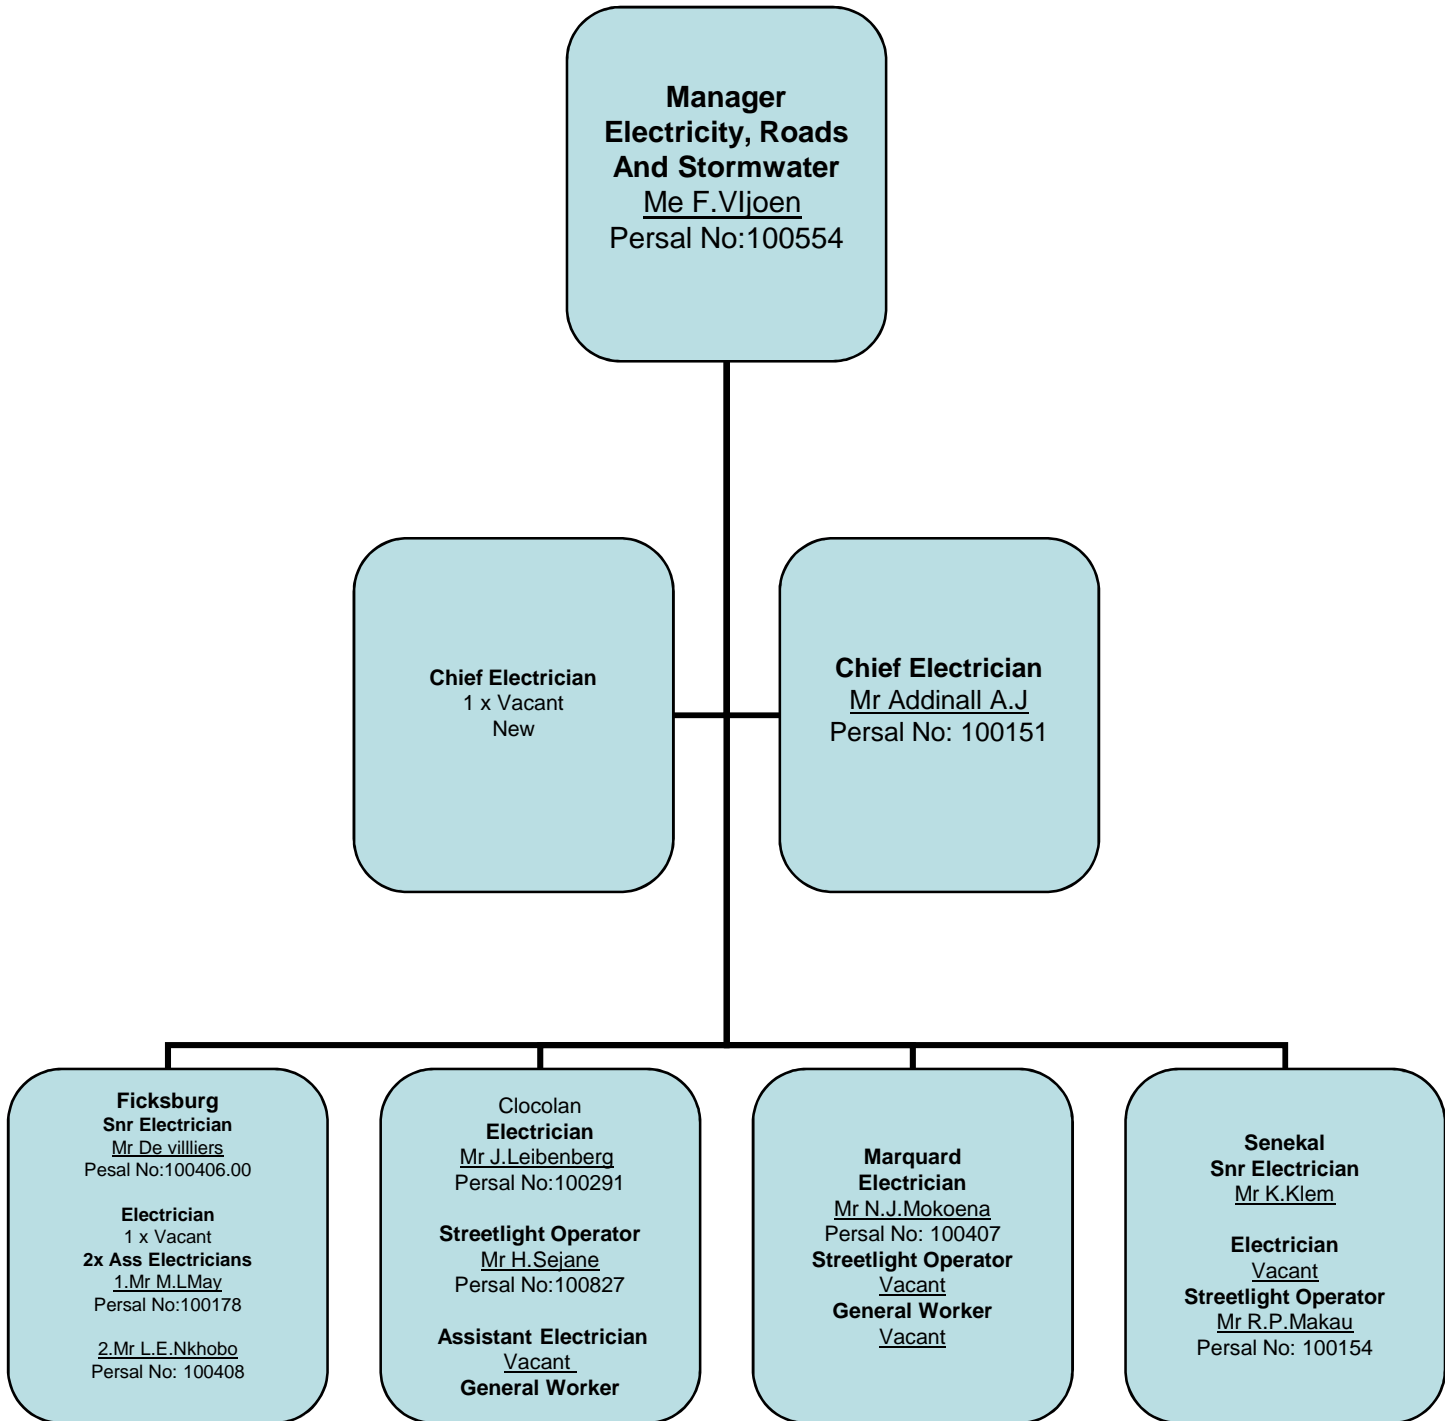 Manager
Electricity, Roads
And Stormwater
Me F.VIjoen
Persal No:100554
Chief Electrician
1 x Vacant
New
Chief Electrician
Mr Addinall A.J
Persal No: 100151
Ficksburg
Snr Electrician
Mr De villliers
Pesal No:100406.00
Electrician
1 x Vacant
2x Ass Electricians
1.Mr M.LMay
Persal No:100178
2.Mr L.E.Nkhobo
Persal No: 100408
Clocolan
Electrician
Mr J.Leibenberg
Persal No:100291
Streetlight Operator
Mr H.Sejane
Persal No:100827
Assistant Electrician
Vacant
General Worker
Marquard
Electrician
Mr N.J.Mokoena
Persal No: 100407
Streetlight Operator
Vacant
General Worker
Vacant
Senekal
Snr Electrician
Mr K.Klem
Electrician
Vacant
Streetlight Operator
Mr R.P.Makau
Persal No: 100154